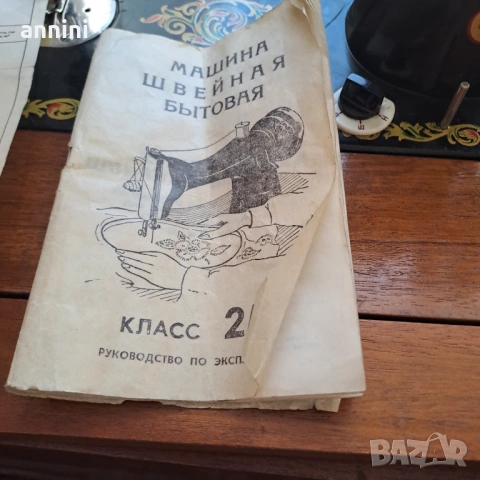 annini
МАШИНА
ШВЕЙНАЯ
БЫТОВАЯ
КЛАСС 2
РУКОВОДСТВО ПО ЭКСП
BAZAR